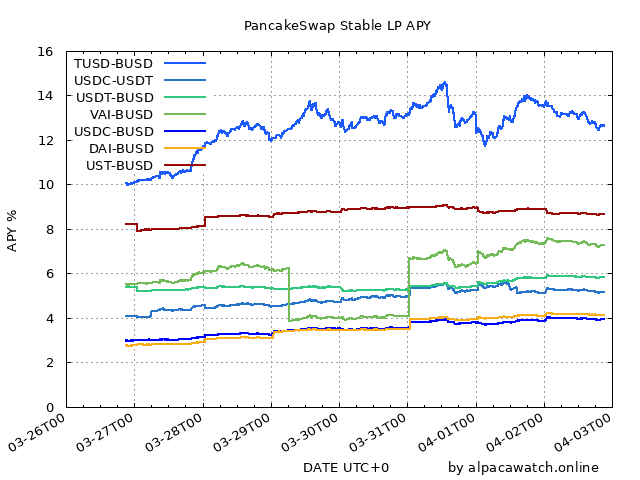 PancakeSwap Stable LP APY
APY %
16
14
12
10
8
6
4
2
0
TUSD-BUSD
USDC-USDT
USDT-BUSD
VAI-BUSD
USDC-BUSD
DAI-BUSD
UST-BUSD
03-26T00
03-27T00
03-28T00
03-29T00
03-30T00
03-31T00
04-01T00
04-02T00
04-03T00
DATE UTC+0
by alpacawatch.online